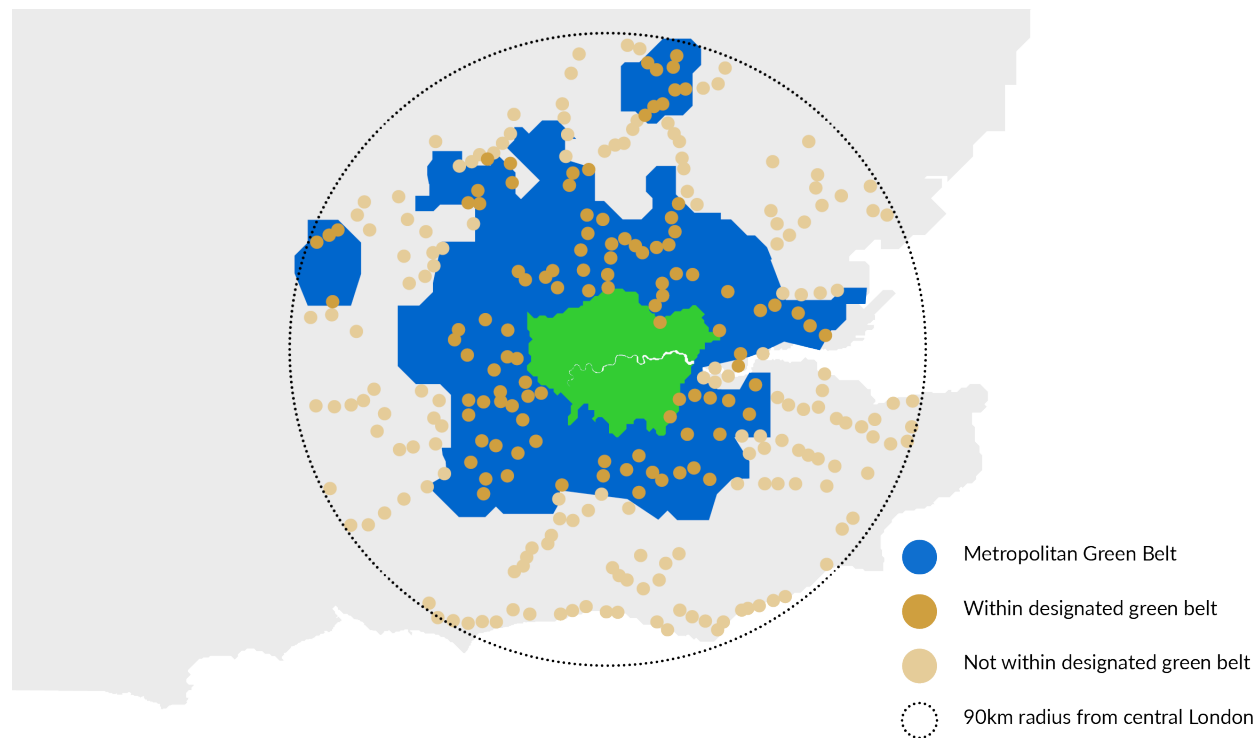 Metropolitan Green Belt
Within designated green belt
Not within designated green belt
90km radius from central London